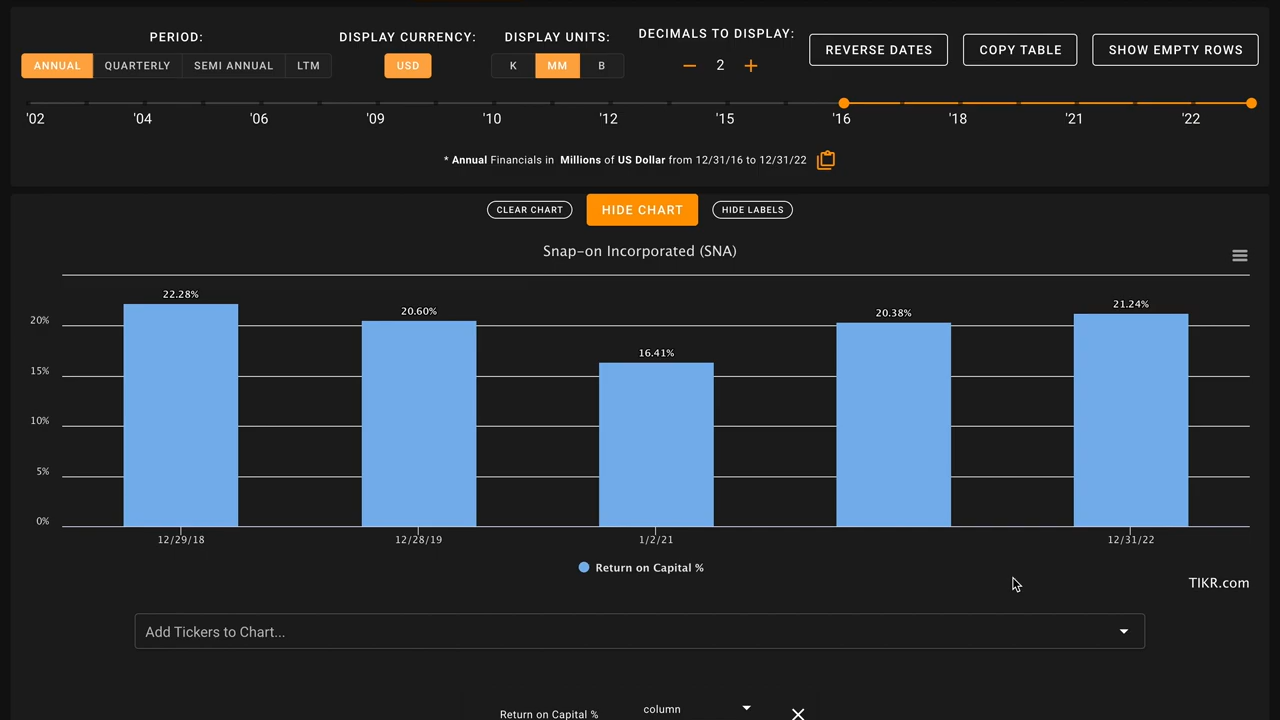 PERIOD:
DISPLAY CURRENCY:
DISPLAY UNITS:
DECIMALS TO DISPLAY:
ANNUAL
QUARTERLY
SEMI ANNUAL
LTM
USD
K
MM
B
2
REVERSE DATES
COPY TABLE
SHOW EMPTY ROWS
'02 '04 '06 '09 '10 '12 '15 '16 '18 '21 '22
* Annual Financials in Millions of US Dollar from 12/31/16 to 12/31/22
CLEAR CHART
HIDE CHART
HIDE LABELS
Snap-on Incorporated (SNA)
22.28%
20.60%
16.41%
20.38%
21.24%
20%
15%
10%
5%
0%
12/29/18
12/28/19
1/2/21
12/31/22
Return on Capital %
TIKR.com
Add Tickers to Chart...
Return on Capital %
column